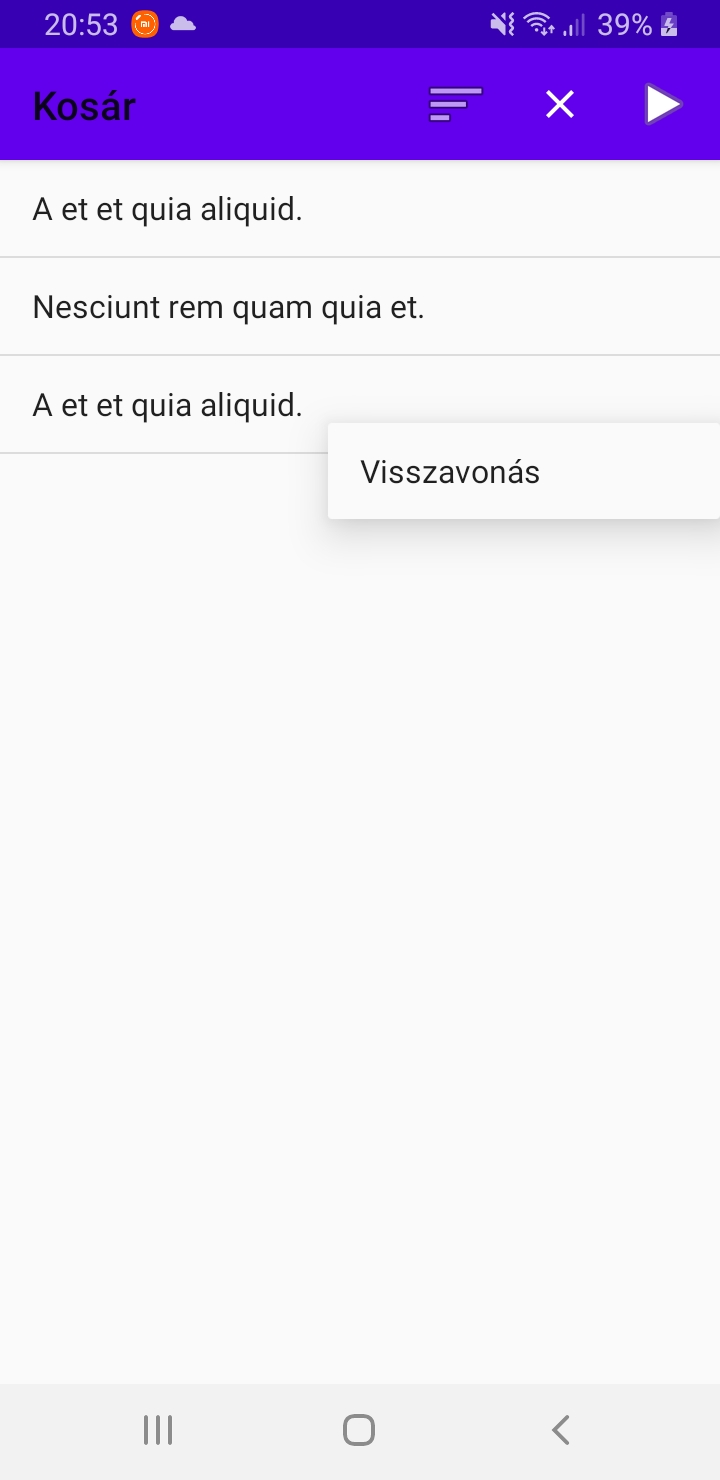 20:53
39%
Kosár
A et et quia aliquid.
Nesciunt rem quam quia et.
A et et quia aliquid.
Visszavonás